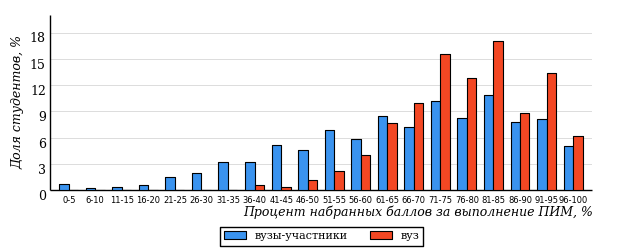 Доля студентов, %
18
15
12
9
6
3
0
0-5 6-10 11-15 16-20 21-25 26-30 31-35 36-40 41-45 46-50 51-55 56-60 61-65 66-70 71-75 76-80 81-85 86-90 91-95 96-100
Процент набранных баллов за выполнение ПИМ, %
вузы-участники вуз